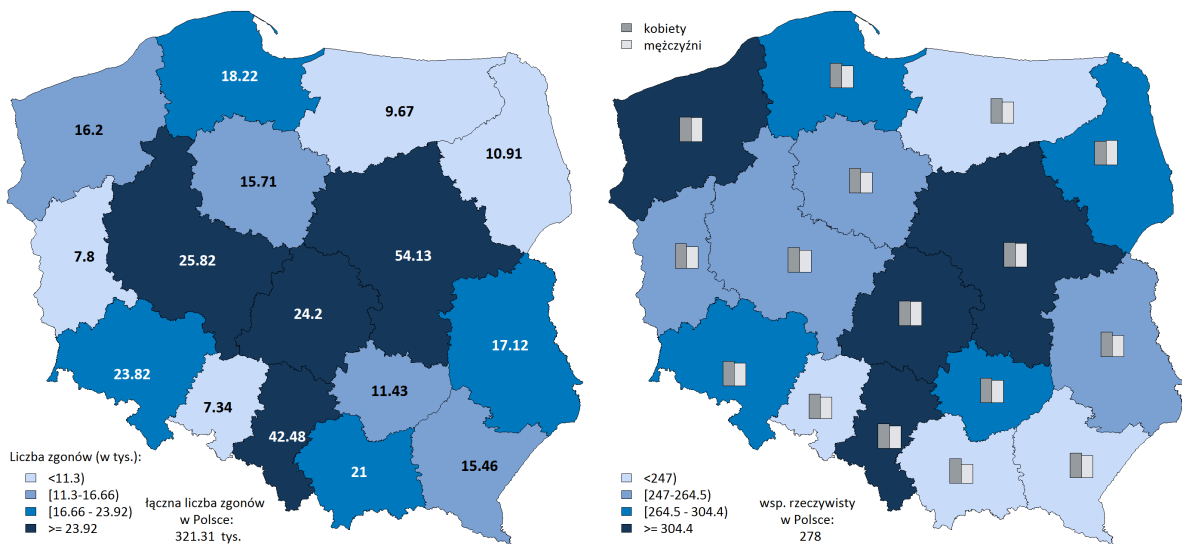 18.22
9.67
16.2
10.91
15.71
7.8
25.82
54.13
24.2
17.12
23.82
11.43
7.34
42.48
21
15.46
Liczba zgonów (w tys.):
<11.3)
[11.3-16.66)
[16.66 - 23.92)
>= 23.92
łączna liczba zgonów
w Polsce:
321.31 tys.
kobiety
mężczyźni
<247)
[247-264.5)
[264.5 - 304.4)
>= 304.4
wsp. rzeczywisty
w Polsce:
278